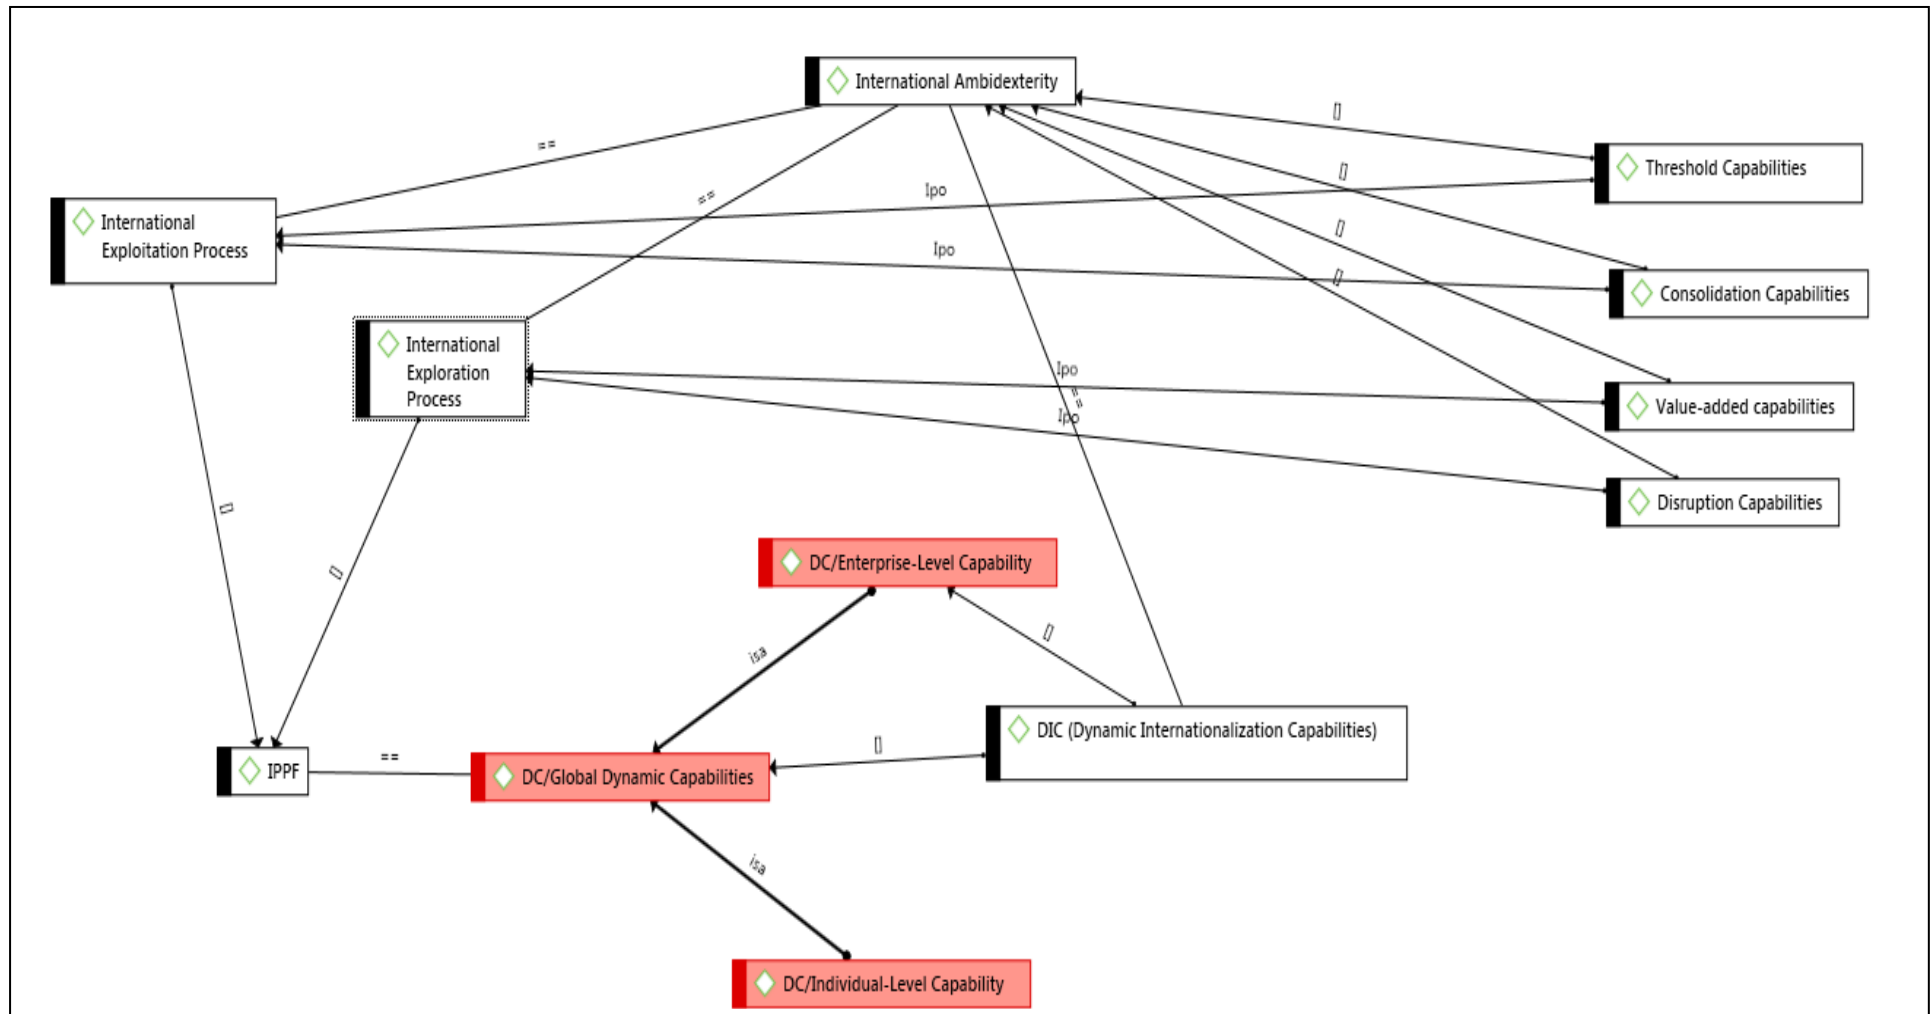 International Ambidexterity
[]
==
Threshold Capabilities
[]
Ipo
==
International
Exploitation Process
[]
Ipo
[]
Consolidation Capabilities
International
Exploration
Process
Ipo
==
Ipo
Value-added capabilities
Disruption Capabilities
[]
DC/Enterprise-Level Capability
[]
[]
isa
DIC (Dynamic Internationalization Capabilities)
[]
==
IPPF
DC/Global Dynamic Capabilities
isa
DC/Individual-Level Capability